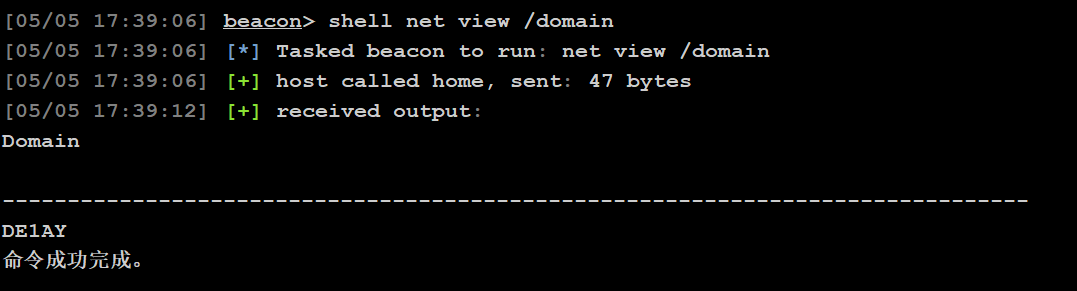 [05/05 17:39:06] beacon> shell net view /domain
[05/05 17:39:06] [*] Tasked beacon to run: net view /domain
[05/05 17:39:06] [+] host called home, sent: 47 bytes
[05/05 17:39:12] [+] received output:
Domain
-------------------------------------------------------------------------------
DE1AY
命令成功完成。